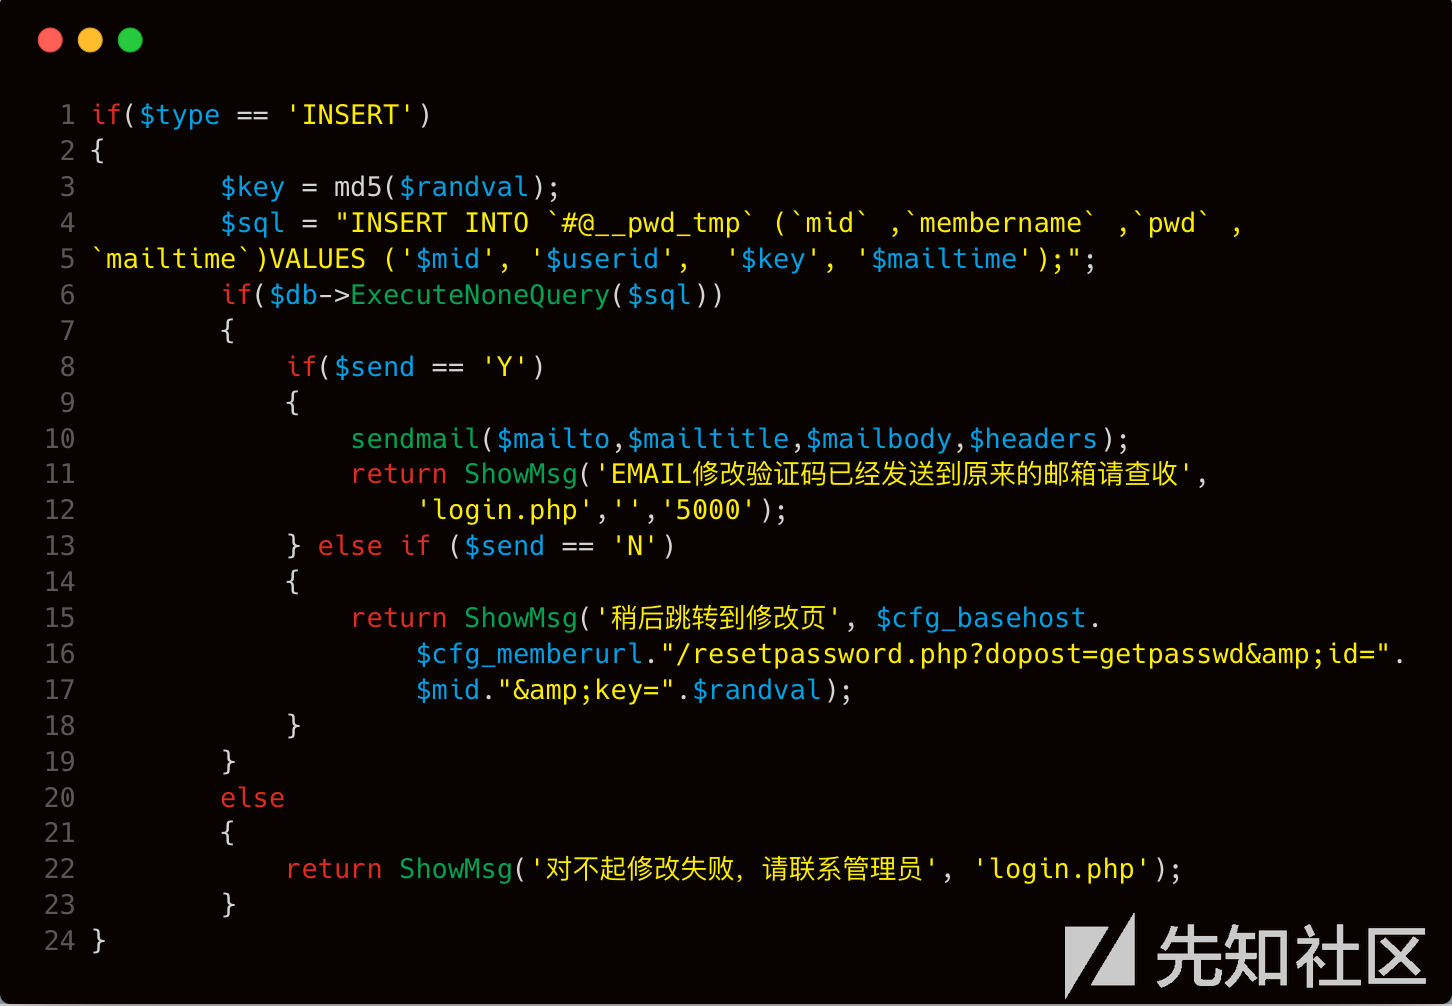 1 if($type == 'INSERT')
2 {
3 $key = md5($randval);
4 $sql = "INSERT INTO `#@__pwd_tmp` (`mid` ,`membername` ,`pwd` ,
5 `mailtime`)VALUES ('$mid', '$userid',  '$key', '$mailtime');";
6 if($db->ExecuteNoneQuery($sql))
7 {
8 if($send == 'Y')
9 {
10 sendmail($mailto,$mailtitle,$mailbody,$headers);
11 return ShowMsg('EMAIL修改验证码已经发送到原来的邮箱请查收',
12 'login.php','','5000');
13 } else if ($send == 'N')
14 {
15 return ShowMsg('稍后跳转到修改页', $cfg_basehost.
16 $cfg_memberurl."/resetpassword.php?dopost=getpasswd&amp;id=".
17 $mid."&amp;key=".$randval);
18 }
19 }
20 else
21 {
22 return ShowMsg('对不起修改失败，请联系管理员', 'login.php');
23 }
24 }
先知社区